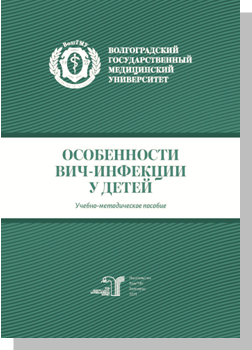 ВолгГМУ
ВОЛГОГРАДСКИЙ
ГОСУДАРСТВЕННЫЙ
МЕДИЦИНСКИЙ
УНИВЕРСИТЕТ
ОСОБЕННОСТИ
ВИЧ-ИНФЕКЦИИ
У ДЕТЕЙ
Учебно-методическое пособие